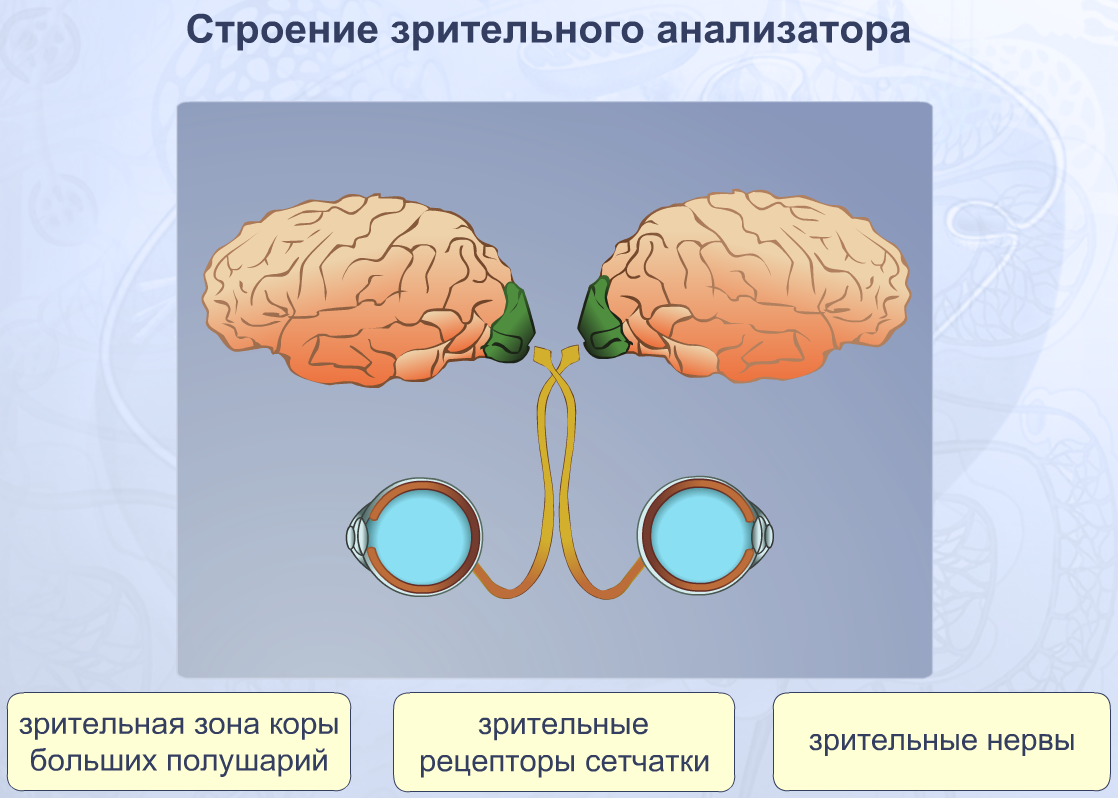 Строение зрительного анализатора
зрительная зона коры
больших полушарий
зрительные
рецепторы сетчатки
зрительные нервы